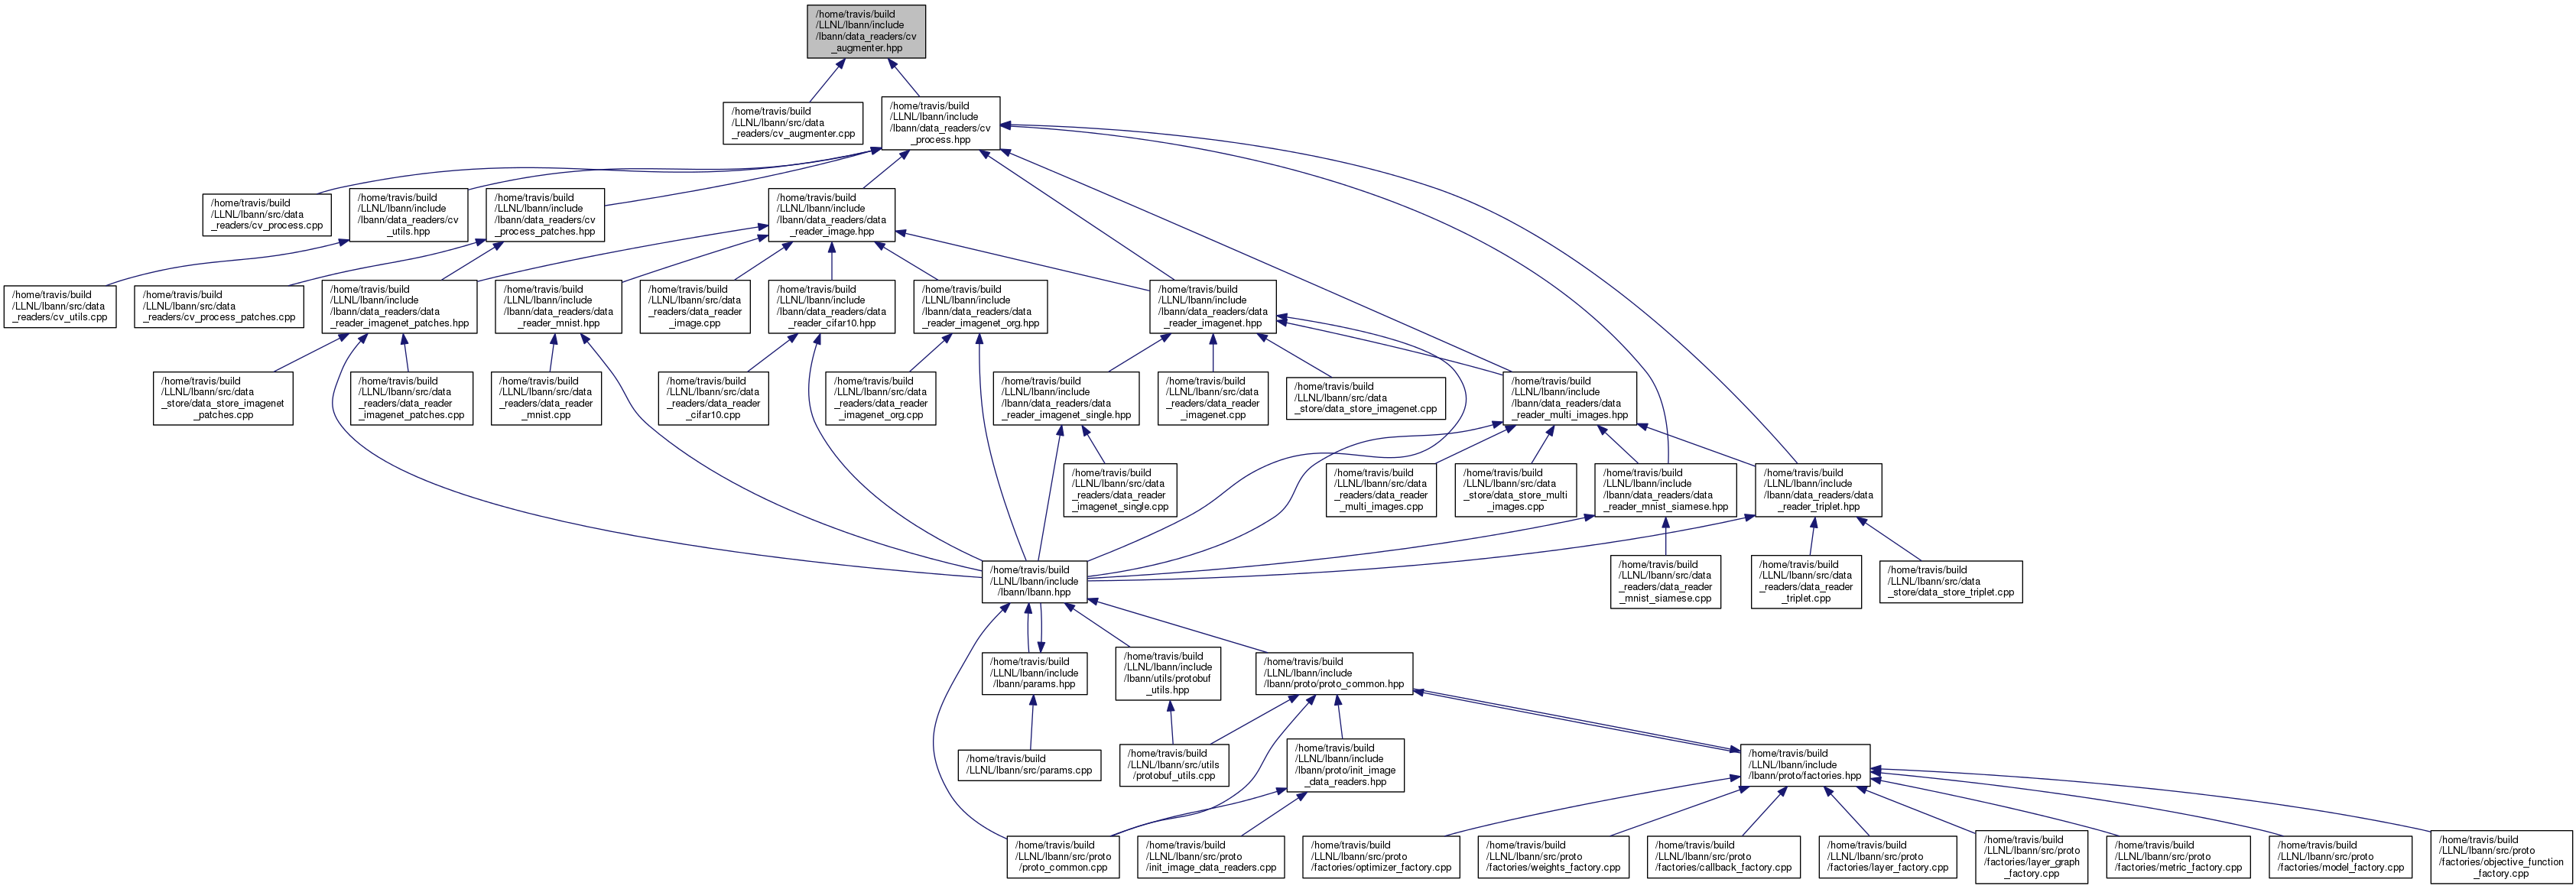 /home/travis/build
/LLNL/lbann/include
/lbann/data_readers/cv
_augmenter.hpp
/home/travis/build
/LLNL/lbann/src/data
_readers/cv_augmenter.cpp
/home/travis/build
/LLNL/lbann/include
/lbann/data_readers/cv
_process.hpp
/home/travis/build
/LLNL/lbann/src/data
_readers/cv_process.cpp
/home/travis/build
/LLNL/lbann/include
/lbann/data_readers/cv
_utils.hpp
/home/travis/build
/LLNL/lbann/include
/lbann/data_readers/cv
_process_patches.hpp
/home/travis/build
/LLNL/lbann/include
/lbann/data_readers/data
_reader_image.hpp
/home/travis/build
/LLNL/lbann/src/data
_readers/cv_utils.cpp
/home/travis/build
/LLNL/lbann/src/data
_readers/cv_process_patches.cpp
/home/travis/build
/LLNL/lbann/include
/lbann/data_readers/data
_reader_imagenet_patches.hpp
/home/travis/build
/LLNL/lbann/include
/lbann/data_readers/data
_reader_mnist.hpp
/home/travis/build
/LLNL/lbann/src/data
_readers/data_reader
_image.cpp
/home/travis/build
/LLNL/lbann/include
/lbann/data_readers/data
_reader_cifar10.hpp
/home/travis/build
/LLNL/lbann/include
/lbann/data_readers/data
_reader_imagenet_org.hpp
/home/travis/build
/LLNL/lbann/include
/lbann/data_readers/data
_reader_imagenet.hpp
/home/travis/build
/LLNL/lbann/src/data
_store/data_store_imagenet
_patches.cpp
/home/travis/build
/LLNL/lbann/src/data
_readers/data_reader
_imagenet_patches.cpp
/home/travis/build
/LLNL/lbann/src/data
_readers/data_reader
_mnist.cpp
/home/travis/build
/LLNL/lbann/src/data
_readers/data_reader
_cifar10.cpp
/home/travis/build
/LLNL/lbann/src/data
_readers/data_reader
_imagenet_org.cpp
/home/travis/build
/LLNL/lbann/include
/lbann/data_readers/data
_reader_imagenet_single.hpp
/home/travis/build
/LLNL/lbann/src/data
_readers/data_reader
_imagenet.cpp
/home/travis/build
/LLNL/lbann/src/data
_store/data_store_imagenet.cpp
/home/travis/build
/LLNL/lbann/include
/lbann/data_readers/data
_reader_multi_images.hpp
/home/travis/build
/LLNL/lbann/src/data
_readers/data_reader
_imagenet_single.cpp
/home/travis/build
/LLNL/lbann/src/data
_readers/data_reader
_multi_images.cpp
/home/travis/build
/LLNL/lbann/src/data
_store/data_store_multi
_images.cpp
/home/travis/build
/LLNL/lbann/include
/lbann/data_readers/data
_reader_mnist_siamese.hpp
/home/travis/build
/LLNL/lbann/include
/lbann/data_readers/data
_reader_triplet.hpp
/home/travis/build
/LLNL/lbann/include
/lbann/lbann.hpp
/home/travis/build
/LLNL/lbann/src/data
_readers/data_reader
_mnist_siamese.cpp
/home/travis/build
/LLNL/lbann/src/data
_readers/data_reader
_triplet.cpp
/home/travis/build
/LLNL/lbann/src/data
_store/data_store_triplet.cpp
/home/travis/build
/LLNL/lbann/include
/lbann/params.hpp
/home/travis/build
/LLNL/lbann/include
/lbann/utils/protobuf
_utils.hpp
/home/travis/build
/LLNL/lbann/include
/lbann/proto/proto_common.hpp
/home/travis/build
/LLNL/lbann/src/params.cpp
/home/travis/build
/LLNL/lbann/src/utils
/protobuf_utils.cpp
/home/travis/build
/LLNL/lbann/include
/lbann/proto/init_image
_data_readers.hpp
/home/travis/build
/LLNL/lbann/include
/lbann/proto/factories.hpp
/home/travis/build
/LLNL/lbann/src/proto
/proto_common.cpp
/home/travis/build
/LLNL/lbann/src/proto
/init_image_data_readers.cpp
/home/travis/build
/LLNL/lbann/src/proto
/factories/optimizer_factory.cpp
/home/travis/build
/LLNL/lbann/src/proto
/factories/weights_factory.cpp
/home/travis/build
/LLNL/lbann/src/proto
/factories/callback_factory.cpp
/home/travis/build
/LLNL/lbann/src/proto
/factories/layer_factory.cpp
/home/travis/build
/LLNL/lbann/src/proto
/factories/layer_graph
_factory.cpp
/home/travis/build
/LLNL/lbann/src/proto
/factories/metric_factory.cpp
/home/travis/build
/LLNL/lbann/src/proto
/factories/model_factory.cpp
/home/travis/build
/LLNL/lbann/src/proto
/factories/objective_function
_factory.cpp